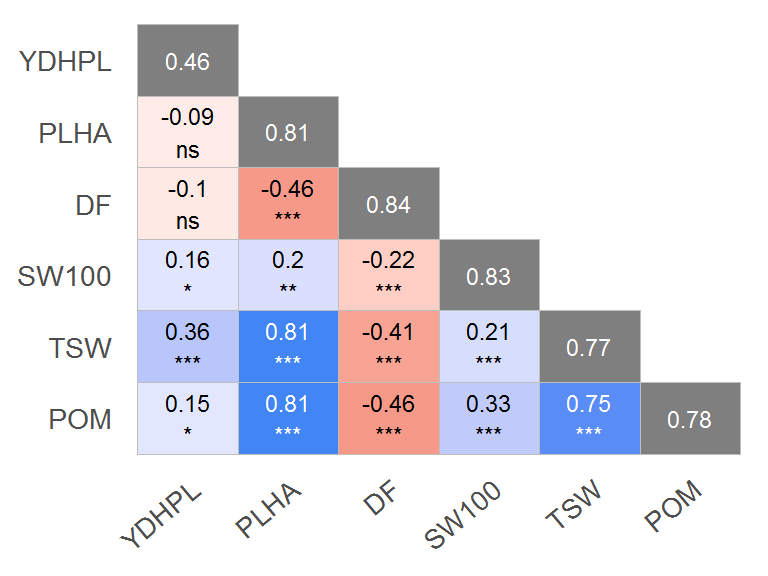 YDHPL 0.46
-0.09
PLHA 0.81
ns
-0.1 -0.46
DF 0.84
ns ***
0.16 0.2 -0.22
SW100 0.83
* ** ***
0.36 0.81 -0.41 0.21
TSW 0.77
*** *** *** ***
0.15 0.81 -0.46 0.33 0.75
POM 0.78
* *** *** *** ***
YDHPL PLHA DF SW100 TSW POM